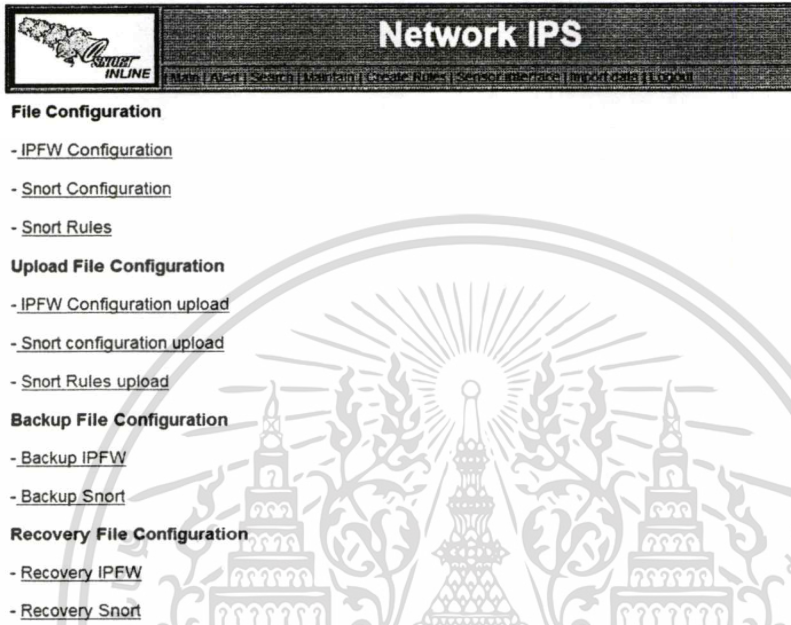 Snort
INLINE
Network IPS
| Main | Alert | Search | Maintain | Create Rules | Sensor interface | Import data | Logout
File Configuration
- IPFW Configuration
- Snort Configuration
- Snort Rules
Upload File Configuration
- IPFW Configuration upload
- Snort configuration upload
- Snort Rules upload
Backup File Configuration
- Backup IPFW
- Backup Snort
Recovery File Configuration
- Recovery IPFW
- Recovery Snort